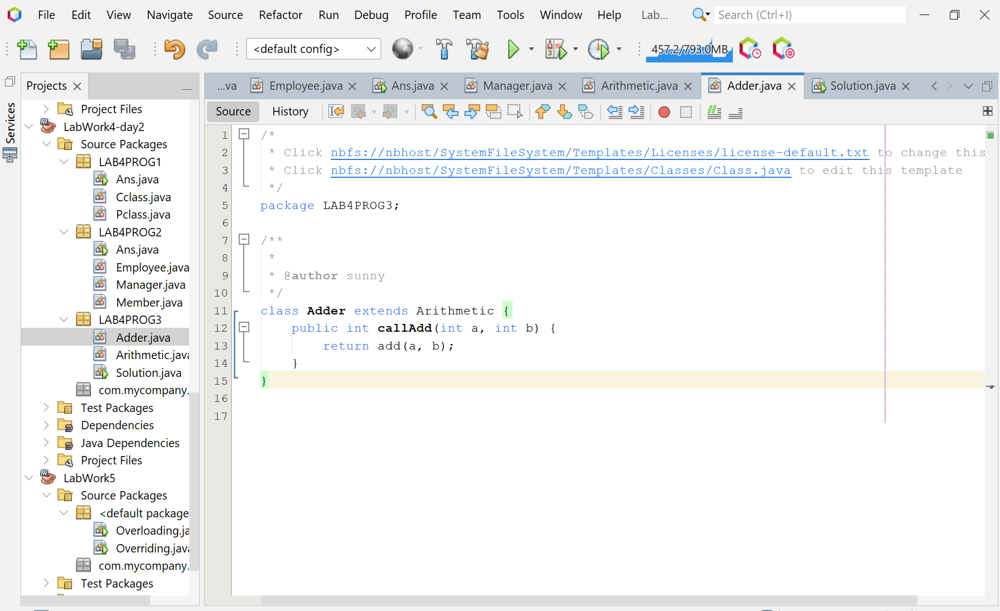 File Edit View Navigate Source Refactor Run Debug Profile Team Tools Window Help Lab... Search (Ctrl+I)
<default config> 457.2/793.0MB
Services
Projects
Project Files
LabWork4-day2
Source Packages
LAB4PROG1
Ans.java
Cclass.java
Pclass.java
LAB4PROG2
Ans.java
Employee.java
Manager.java
Member.java
LAB4PROG3
Adder.java
Arithmetic.java
Solution.java
com.mycompany.
Test Packages
Dependencies
Java Dependencies
Project Files
LabWork5
Source Packages
<default package
Overloading.ja
Overriding.java
com.mycompany.
Test Packages
...va Employee.java Ans.java Manager.java Arithmetic.java Adder.java Solution.java
Source History
1 /*
2 * Click nbfs://nbhost/SystemFileSystem/Templates/Licenses/license-default.txt to change this
3 * Click nbfs://nbhost/SystemFileSystem/Templates/Classes/Class.java to edit this template
4 */
5 package LAB4PROG3;
6
7 /**
8 *
9 * @author sunny
10 */
11 class Adder extends Arithmetic {
12 public int callAdd(int a, int b) {
13 return add(a, b);
14 }
15 }
16
17